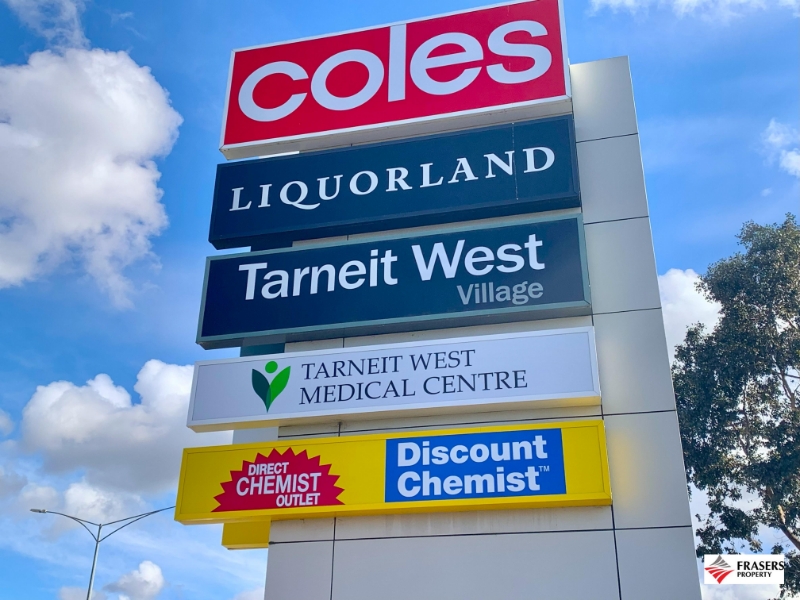 coles
LIQUORLAND
Tarneit West
Village
TARNEIT WEST
MEDICAL CENTRE
DIRECT
CHEMIST
OUTLET
Discount
Chemist™
FRASERS
PROPERTY